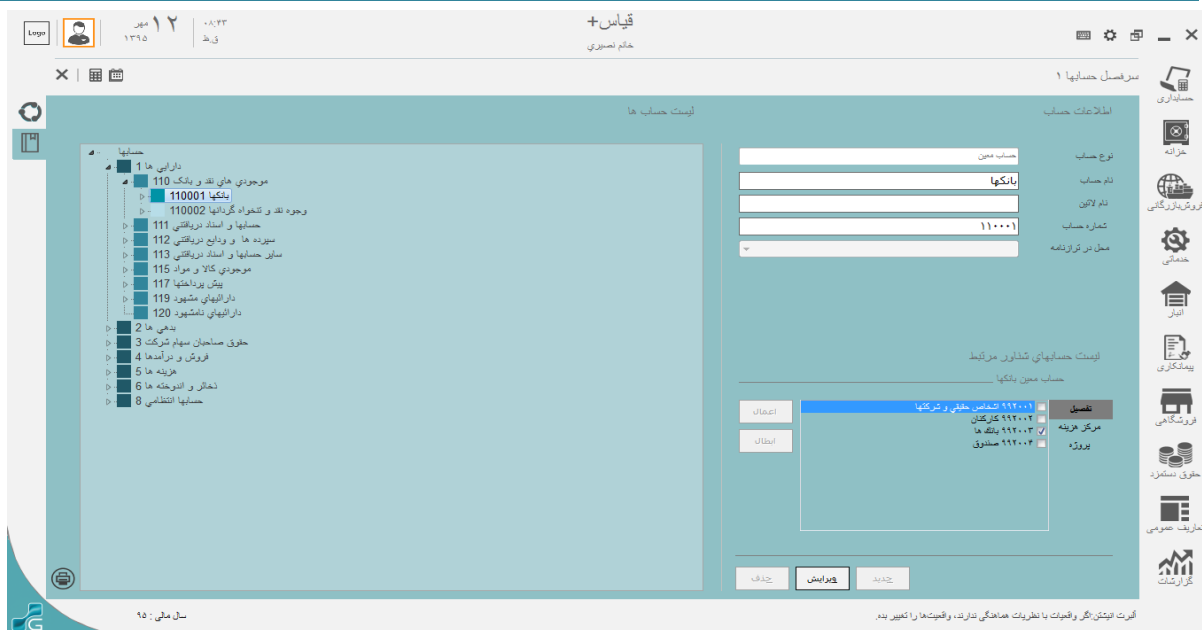 Logo
۱۲ مهر ۱۳۹۵
۰۸:۴۳ ق.ظ
قیاس+
خانم نصیری
سرفصل حسابها ۱
اطلاعات حساب
نوع حساب
حساب معین
نام حساب
بانکها
نام لاتین
شماره حساب
۱۱۰۰۰۱
محل در ترازنامه
لیست حسابهای شناور مرتبط
حساب معین بانکها
تفصیل
مرکز هزینه
پروژه
۹۹۲۰۰۱ اشخاص حقیقی و شرکتها
۹۹۲۰۰۲ کارکنان
۹۹۲۰۰۳ بانک ها
۹۹۲۰۰۴ صندوق
اعمال
ابطال
جدید
ویرایش
حذف
لیست حساب ها
حسابها
دارایی ها 1
موجودي هاي نقد و بانک 110
بانکها 110001
وجوه نقد و تنخواه گردانها 110002
حسابها و اسناد دریافتني 111
سپرده ها و ودایع دریافتني 112
سایر حسابها و اسناد دریافتني 113
موجودي کالا و مواد 115
پیش پرداختها 117
دارائیهاي مشهود 119
دارائیهاي نامشهود 120
بدهی ها 2
حقوق صاحبان سهام شرکت 3
فروش و درآمدها 4
هزینه ها 5
ذخائر و اندوخته ها 6
حسابها انتظامی 8
حسابداری
خزانه
فروش‌بازرگانی
خدماتی
انبار
پیمانکاری
فروشگاهی
حقوق دستمزد
تعاریف عمومی
گزارشات
آلبرت انیشتن:اگر واقعیات با نظریات هماهنگی ندارند، واقعیت‌ها را تغییر بده.
سال مالی : ۹۵
G